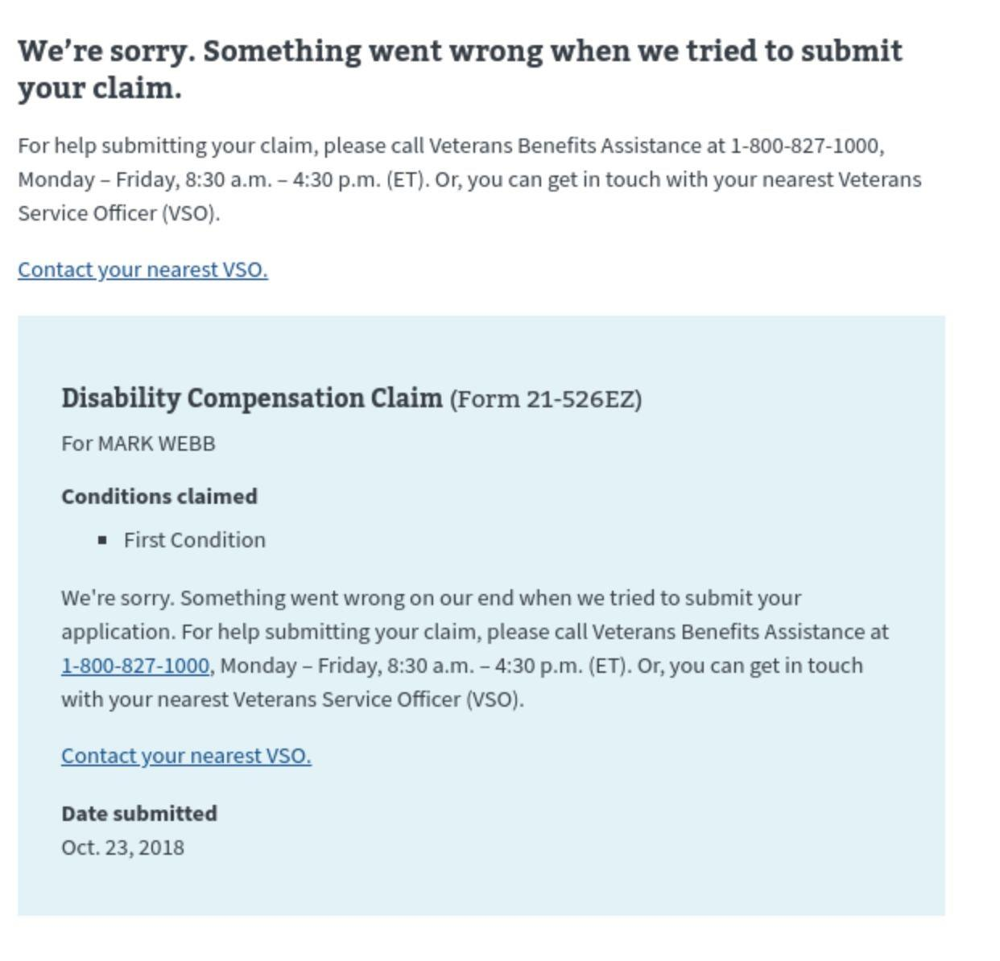 We’re sorry. Something went wrong when we tried to submit
your claim.
For help submitting your claim, please call Veterans Benefits Assistance at 1-800-827-1000,
Monday – Friday, 8:30 a.m. – 4:30 p.m. (ET). Or, you can get in touch with your nearest Veterans
Service Officer (VSO).
Contact your nearest VSO.
Disability Compensation Claim (Form 21-526EZ)
For MARK WEBB
Conditions claimed
▪ First Condition
We're sorry. Something went wrong on our end when we tried to submit your
application. For help submitting your claim, please call Veterans Benefits Assistance at
1-800-827-1000, Monday – Friday, 8:30 a.m. – 4:30 p.m. (ET). Or, you can get in touch
with your nearest Veterans Service Officer (VSO).
Contact your nearest VSO.
Date submitted
Oct. 23, 2018